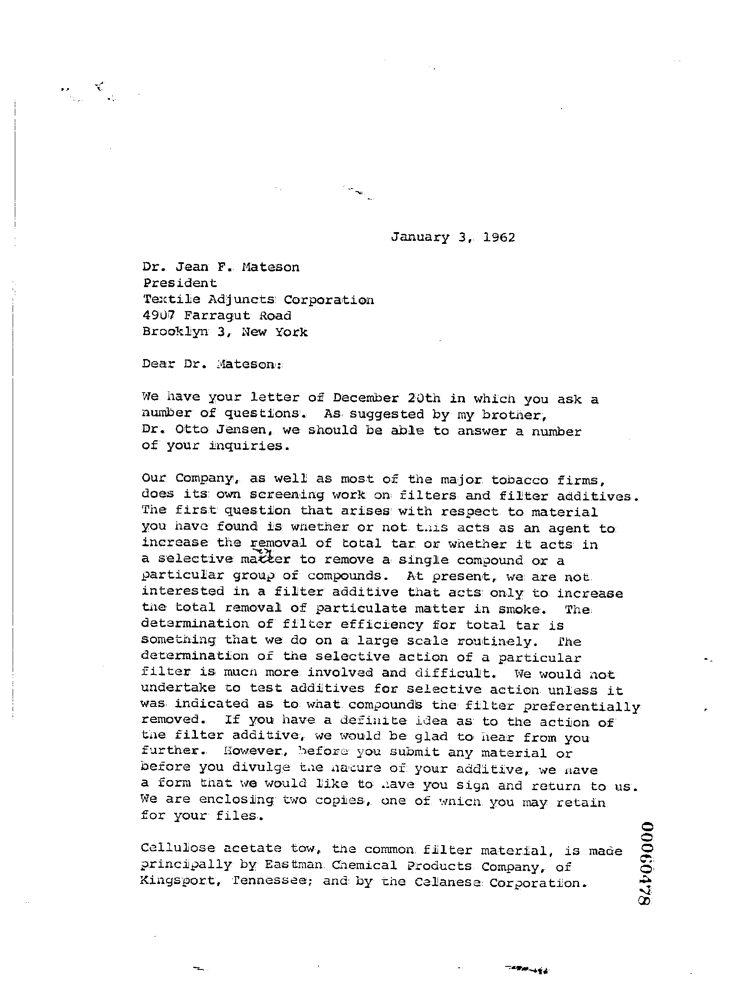 January 3, 1962
Dr. Jean F. Mateson
President
Textile Adjuncts Corporation
4907 Farragut Road
Brooklyn 3, New York
Dear Dr. Mateson:
We have your letter of December 20th in which you ask a
number of questions. As suggested by my brother,
Dr. Otto Jensen, we should be able to answer a number
of your inquiries.
Our Company, as well as most of the major tobacco firms,
does its own screening work on filters and filter additives.
The first question that arises with respect to material
you have found is whether or not this acts as an agent to
increase the removal of total tar or whether it acts in
a selective matter to remove a single compound or a
particular group of compounds. At present, we are not
interested in a filter additive that acts only to increase
the total removal of particulate matter in smoke. The
determination of filter efficiency for total tar is
something that we do on a large scale routinely. The
determination of the selective action of a particular
filter is much more involved and difficult. We would not
undertake to test additives for selective action unless it
was indicated as to what compounds the filter preferentially
removed. If you have a definite idea as to the action of
the filter additive, we would be glad to hear from you
further. However, before you submit any material or
before you divulge the nature of your additive, we have
a form that we would like to have you sign and return to us.
We are enclosing two copies, one of which you may retain
for your files.
Cellulose acetate tow, the common filter material, is made
principally by Eastman Chemical Products Company, of
Kingsport, Tennessee; and by the Celanese Corporation.
00060478